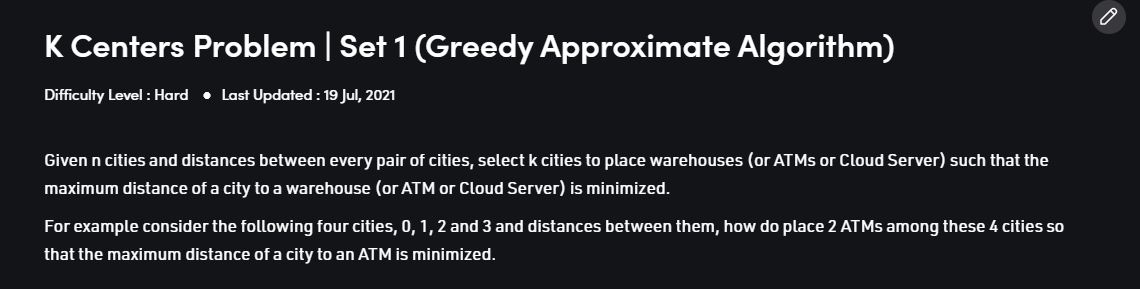 K Centers Problem | Set 1 (Greedy Approximate Algorithm)
Difficulty Level : Hard ● Last Updated : 19 Jul, 2021
Given n cities and distances between every pair of cities, select k cities to place warehouses (or ATMs or Cloud Server) such that the
maximum distance of a city to a warehouse (or ATM or Cloud Server) is minimized.
For example consider the following four cities, 0, 1, 2 and 3 and distances between them, how do place 2 ATMs among these 4 cities so
that the maximum distance of a city to an ATM is minimized.